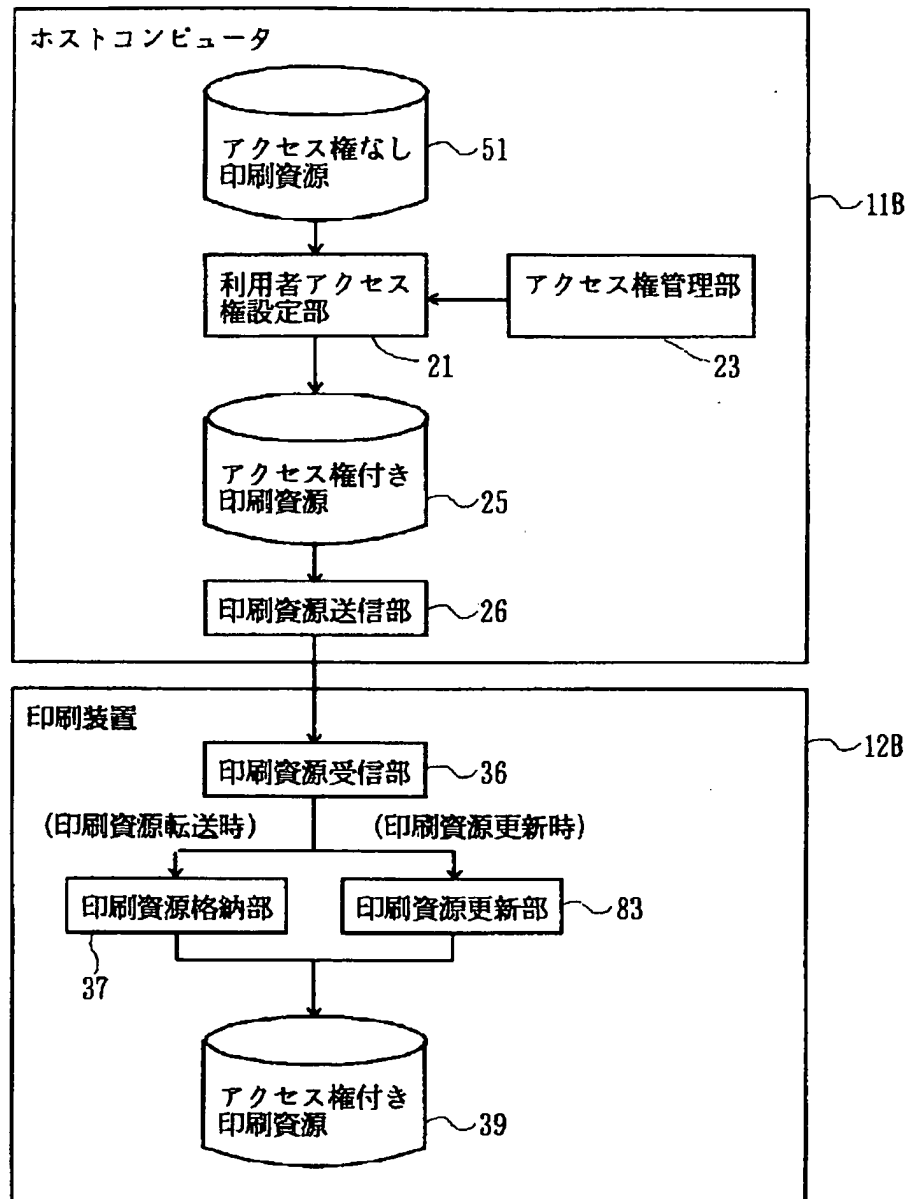 ホストコンピュータ
アクセス権なし
印刷資源
51
11B
利用者アクセス
権設定部
アクセス権管理部
21
23
アクセス権付き
印刷資源
25
印刷資源送信部
26
印刷装置
12B
印刷資源受信部
36
(印刷資源転送時)
(印刷資源更新時)
印刷資源格納部
印刷資源更新部
83
37
アクセス権付き
印刷資源
39